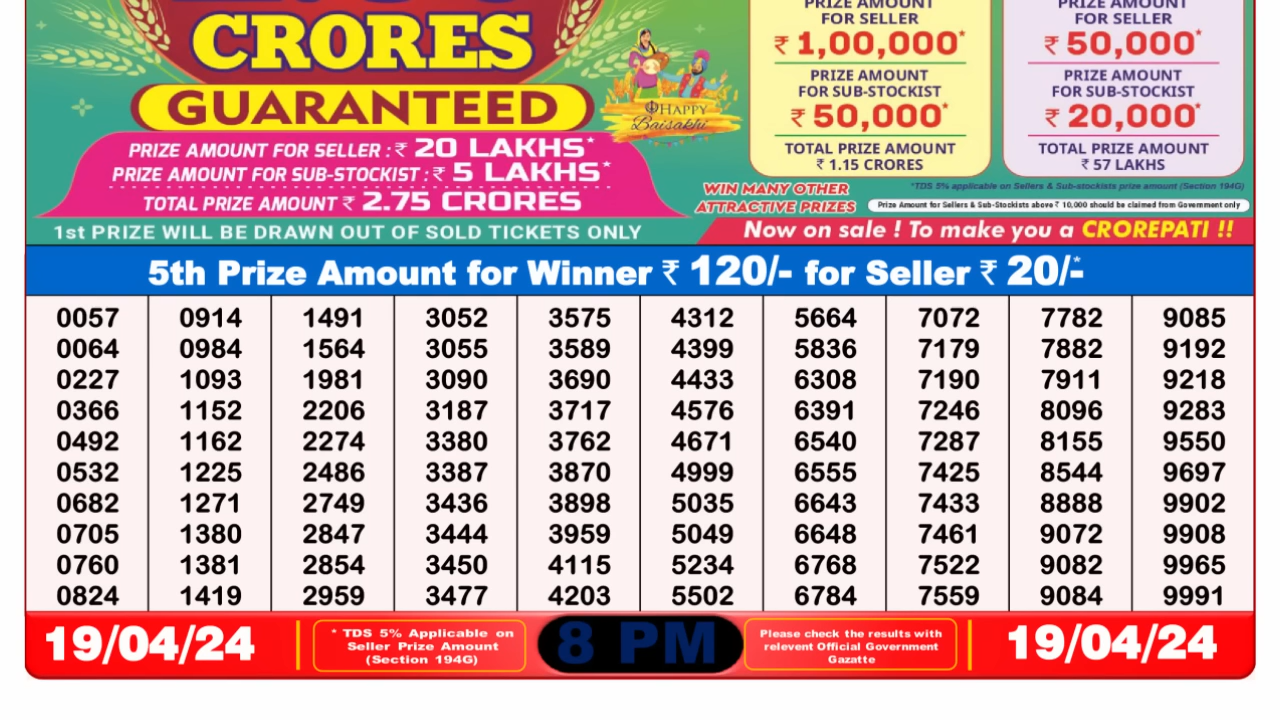 CRORES
GUARANTEED
PRIZE AMOUNT FOR SELLER : ₹ 20 LAKHS*
PRIZE AMOUNT FOR SUB-STOCKIST : ₹ 5 LAKHS*
TOTAL PRIZE AMOUNT ₹ 2.75 CRORES
1st PRIZE WILL BE DRAWN OUT OF SOLD TICKETS ONLY
HAPPY
Baisakhi
PRIZE AMOUNT
FOR SELLER
₹ 1,00,000*
PRIZE AMOUNT
FOR SUB-STOCKIST
₹ 50,000*
TOTAL PRIZE AMOUNT
₹ 1.15 CRORES
PRIZE AMOUNT
FOR SELLER
₹ 50,000*
PRIZE AMOUNT
FOR SUB-STOCKIST
₹ 20,000*
TOTAL PRIZE AMOUNT
₹ 57 LAKHS
WIN MANY OTHER
ATTRACTIVE PRIZES
*TDS 5% applicable on Sellers & Sub-stockists prize amount (Section 194G)
Prize Amount for Sellers & Sub-Stockists above ₹ 10,000 should be claimed from Government only
Now on sale ! To make you a CROREPATI !!
5th Prize Amount for Winner ₹ 120/- for Seller ₹ 20/-*
0057 0914 1491 3052 3575 4312 5664 7072 7782 9085
0064 0984 1564 3055 3589 4399 5836 7179 7882 9192
0227 1093 1981 3090 3690 4433 6308 7190 7911 9218
0366 1152 2206 3187 3717 4576 6391 7246 8096 9283
0492 1162 2274 3380 3762 4671 6540 7287 8155 9550
0532 1225 2486 3387 3870 4999 6555 7425 8544 9697
0682 1271 2749 3436 3898 5035 6643 7433 8888 9902
0705 1380 2847 3444 3959 5049 6648 7461 9072 9908
0760 1381 2854 3450 4115 5234 6768 7522 9082 9965
0824 1419 2959 3477 4203 5502 6784 7559 9084 9991
19/04/24
* TDS 5% Applicable on
Seller Prize Amount
(Section 194G)
8 PM
Please check the results with
relevent Official Government
Gazatte
19/04/24